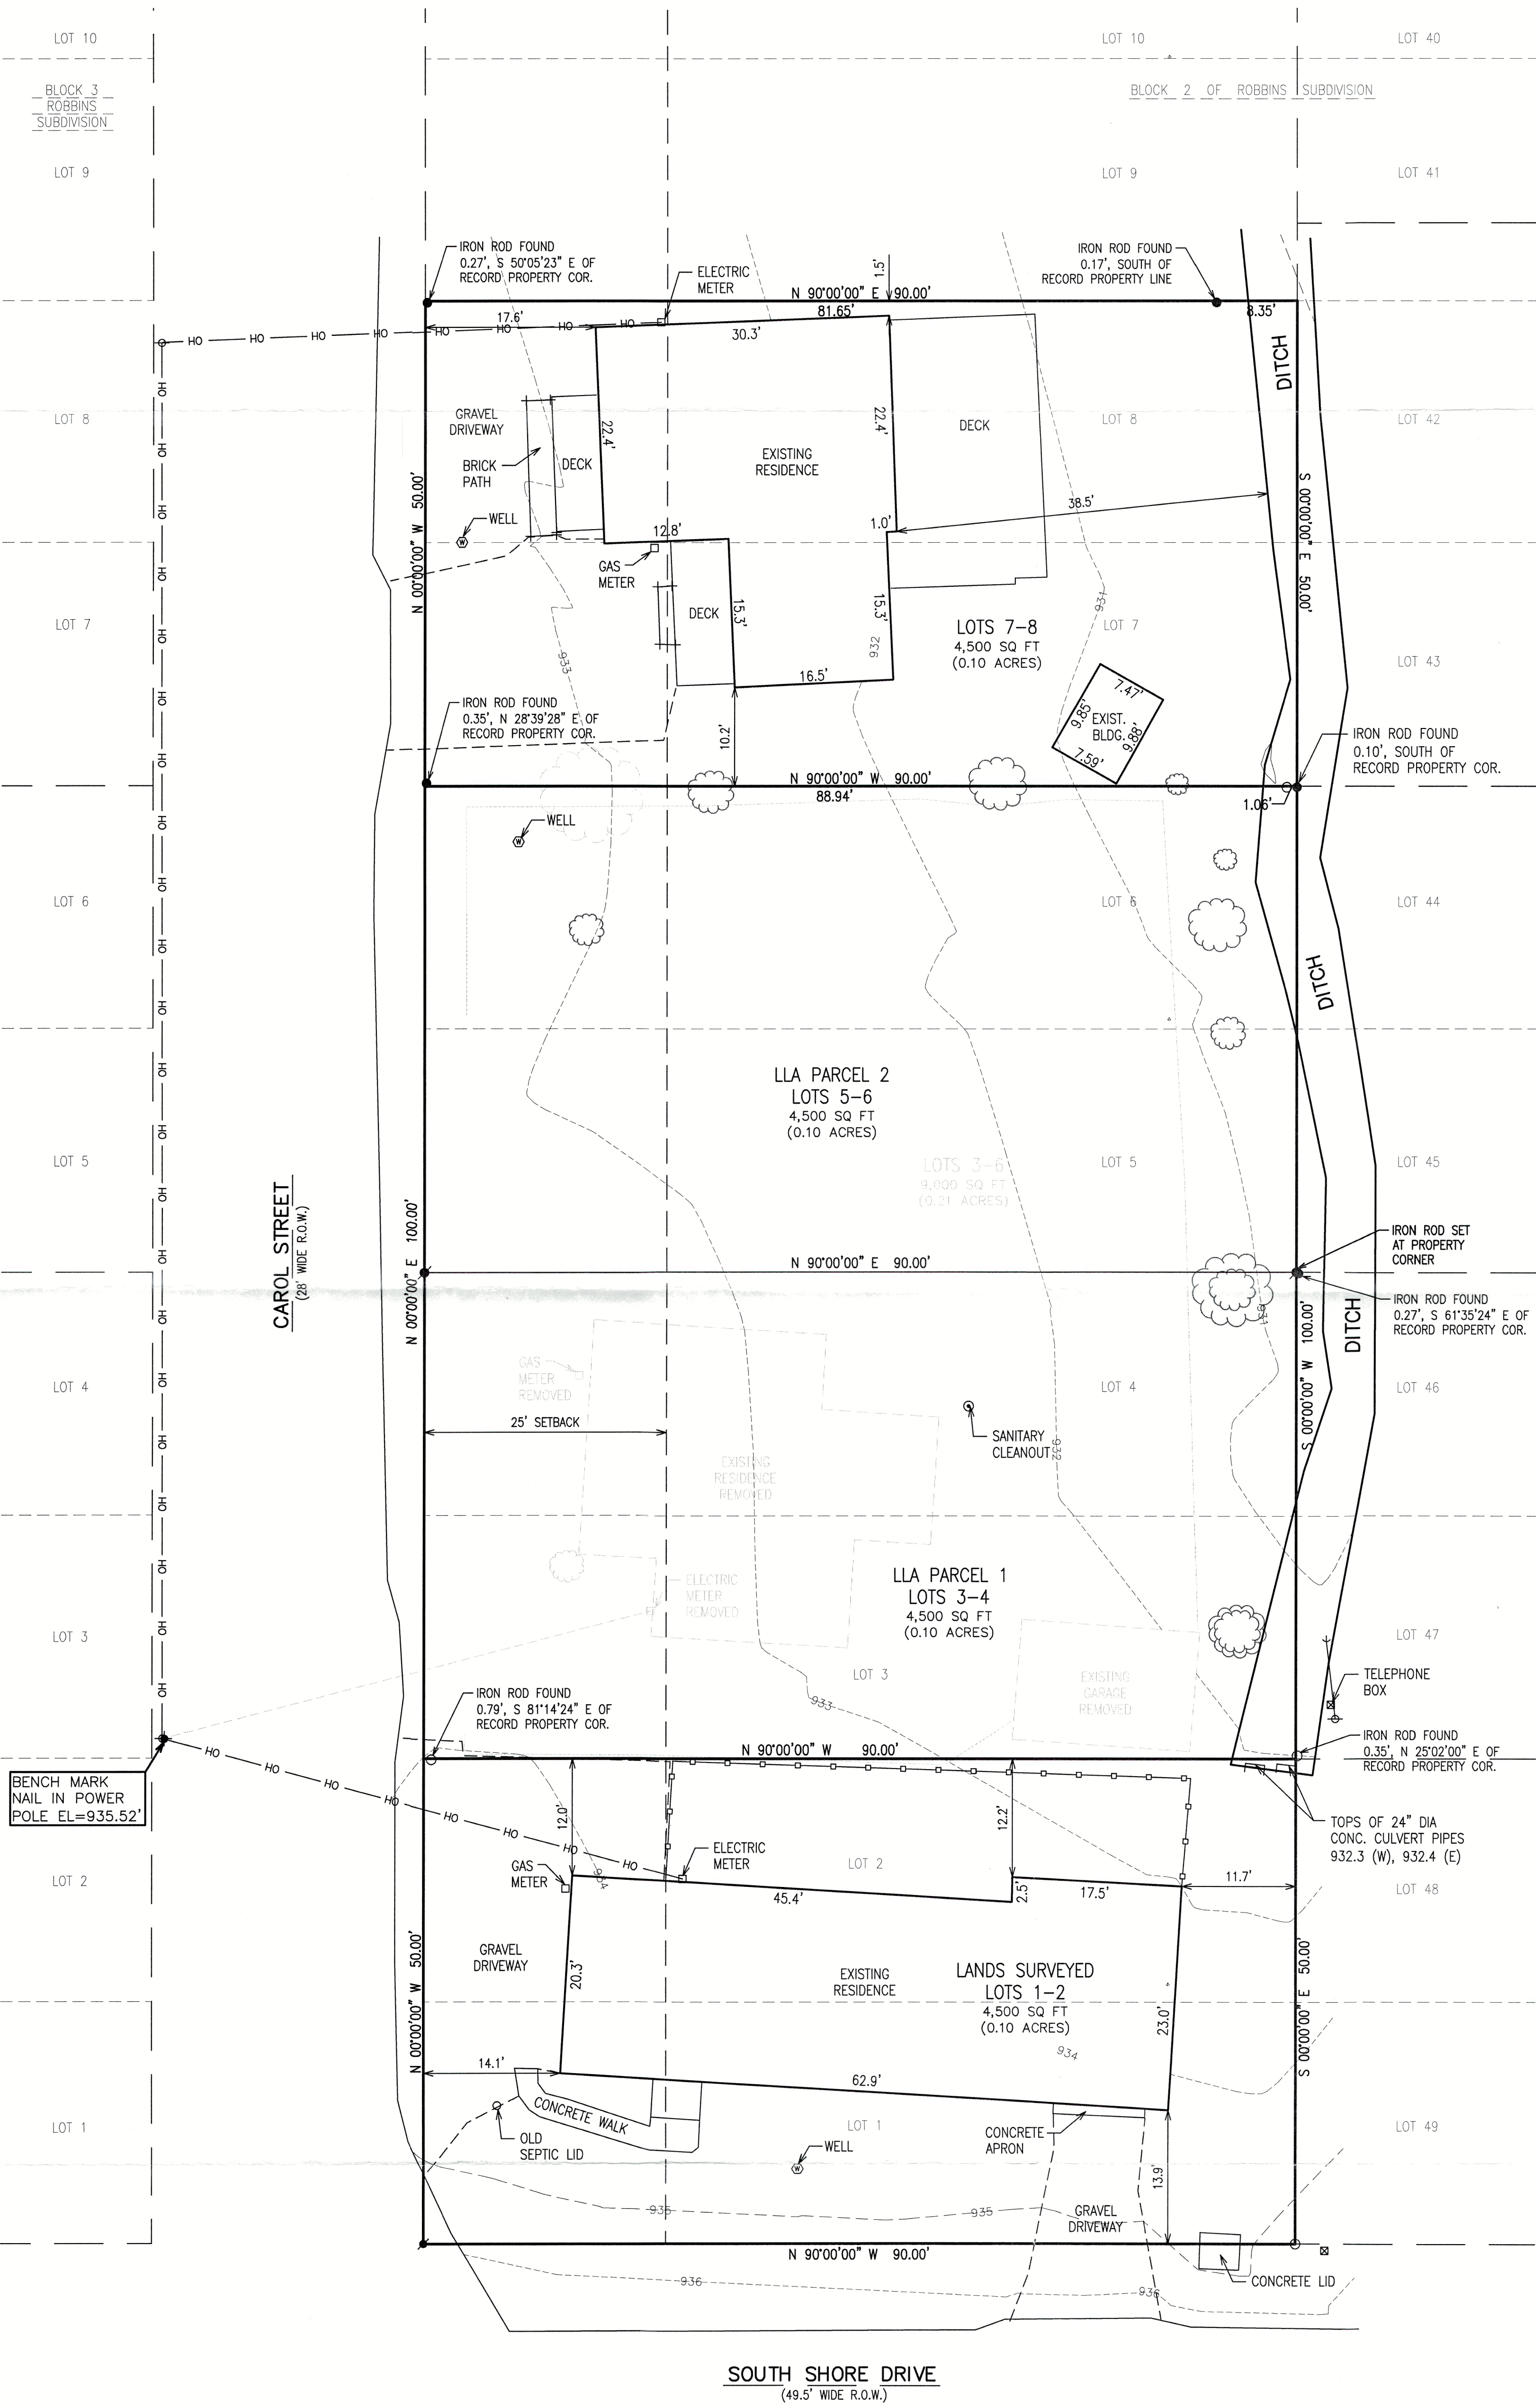 LOT 10
LOT 10
LOT 40
BLOCK 3
ROBBINS
SUBDIVISION
BLOCK 2 OF ROBBINS SUBDIVISION
LOT 9
LOT 9
LOT 41
IRON ROD FOUND
0.27', S 50°05'23" E OF
RECORD PROPERTY COR.
ELECTRIC
METER
1.5'
IRON ROD FOUND
0.17', SOUTH OF
RECORD PROPERTY LINE
N 90°00'00" E 90.00'
81.65'
8.35'
17.6'
30.3'
HO HO HO HO HO HO HO HO
DITCH
LOT 8
GRAVEL
DRIVEWAY
BRICK
PATH
DECK
22.4'
EXISTING
RESIDENCE
22.4'
DECK
LOT 8
LOT 42
N 00°00'00" W 50.00'
S 00°00'00" E 50.00'
38.5'
WELL
W
12.8'
1.0'
GAS
METER
DECK
15.3'
15.3'
932
931
LOT 7
933
LOTS 7-8
4,500 SQ FT
(0.10 ACRES)
LOT 7
LOT 43
16.5'
7.47'
9.85'
EXIST.
BLDG.
9.88'
7.59'
IRON ROD FOUND
0.35', N 28°39'28" E OF
RECORD PROPERTY COR.
10.2'
IRON ROD FOUND
0.10', SOUTH OF
RECORD PROPERTY COR.
N 90°00'00" W 90.00'
88.94'
1.06'
WELL
W
LOT 6
LOT 6
LOT 44
DITCH
LLA PARCEL 2
LOTS 5-6
4,500 SQ FT
(0.10 ACRES)
LOT 5
LOTS 3-6
9,000 SQ FT
(0.21 ACRES)
LOT 5
LOT 45
CAROL STREET
(28' WIDE R.O.W.)
N 00°00'00" E 100.00'
N 90°00'00" E 90.00'
IRON ROD SET
AT PROPERTY
CORNER
IRON ROD FOUND
0.27', S 61°35'24" E OF
RECORD PROPERTY COR.
931
DITCH
S 00°00'00" W 100.00'
GAS
METER
REMOVED
LOT 4
LOT 4
LOT 46
25' SETBACK
SANITARY
CLEANOUT
932
EXISTING
RESIDENCE
REMOVED
ELECTRIC
METER
REMOVED
LLA PARCEL 1
LOTS 3-4
4,500 SQ FT
(0.10 ACRES)
LOT 3
LOT 3
LOT 47
EXISTING
GARAGE
REMOVED
933
TELEPHONE
BOX
IRON ROD FOUND
0.79', S 81°14'24" E OF
RECORD PROPERTY COR.
IRON ROD FOUND
0.35', N 25°02'00" E OF
RECORD PROPERTY COR.
N 90°00'00" W 90.00'
HO HO HO HO HO HO HO HO
BENCH MARK
NAIL IN POWER
POLE EL=935.52'
12.0'
12.2'
TOPS OF 24" DIA
CONC. CULVERT PIPES
932.3 (W), 932.4 (E)
GAS
METER
934
ELECTRIC
METER
LOT 2
LOT 2
11.7'
LOT 48
45.4'
2.5'
17.5'
N 00°00'00" W 50.00'
GRAVEL
DRIVEWAY
20.3'
EXISTING
RESIDENCE
LANDS SURVEYED
LOTS 1-2
4,500 SQ FT
(0.10 ACRES)
934
23.0'
S 00°00'00" E 50.00'
14.1'
62.9'
CONCRETE WALK
LOT 1
OLD
SEPTIC LID
LOT 1
CONCRETE
APRON
LOT 49
WELL
W
13.9'
935
935
GRAVEL
DRIVEWAY
N 90°00'00" W 90.00'
936
936
CONCRETE LID
SOUTH SHORE DRIVE
(49.5' WIDE R.O.W.)